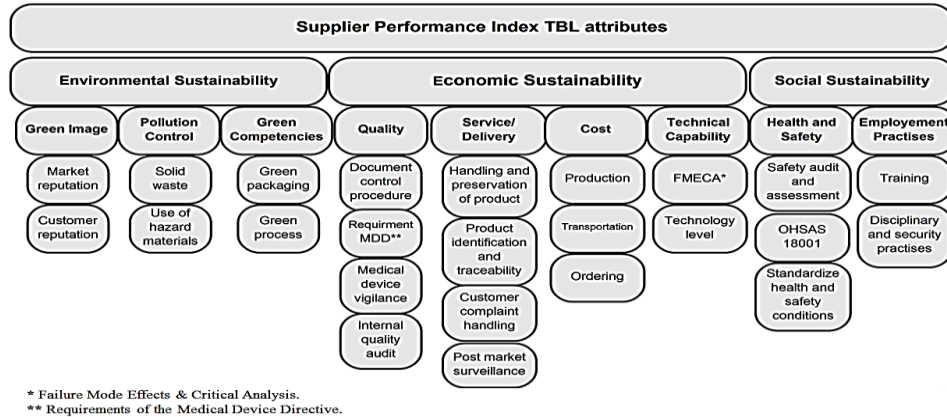 Supplier Performance Index TBL attributes
Environmental Sustainability
Economic Sustainability
Social Sustainability
Green Image
Pollution
Control
Green
Competencies
Quality
Service/
Delivery
Cost
Technical
Capability
Health and
Safety
Employement
Practises
Market
reputation
Customer
reputation
Solid
waste
Use of
hazard
materials
Green
packaging
Green
process
Document
control
procedure
Requirment
MDD**
Medical
device
vigilance
Internal
quality
audit
Handling and
preservation
of product
Product
identification
and
traceability
Customer
complaint
handling
Post market
surveillance
Production
Transportation
Ordering
FMECA*
Technology
level
Safety audit
and
assessment
OHSAS
18001
Standardize
health and
safety
conditions
Training
Disciplinary
and security
practises
* Failure Mode Effects & Critical Analysis.
** Requirements of the Medical Device Directive.